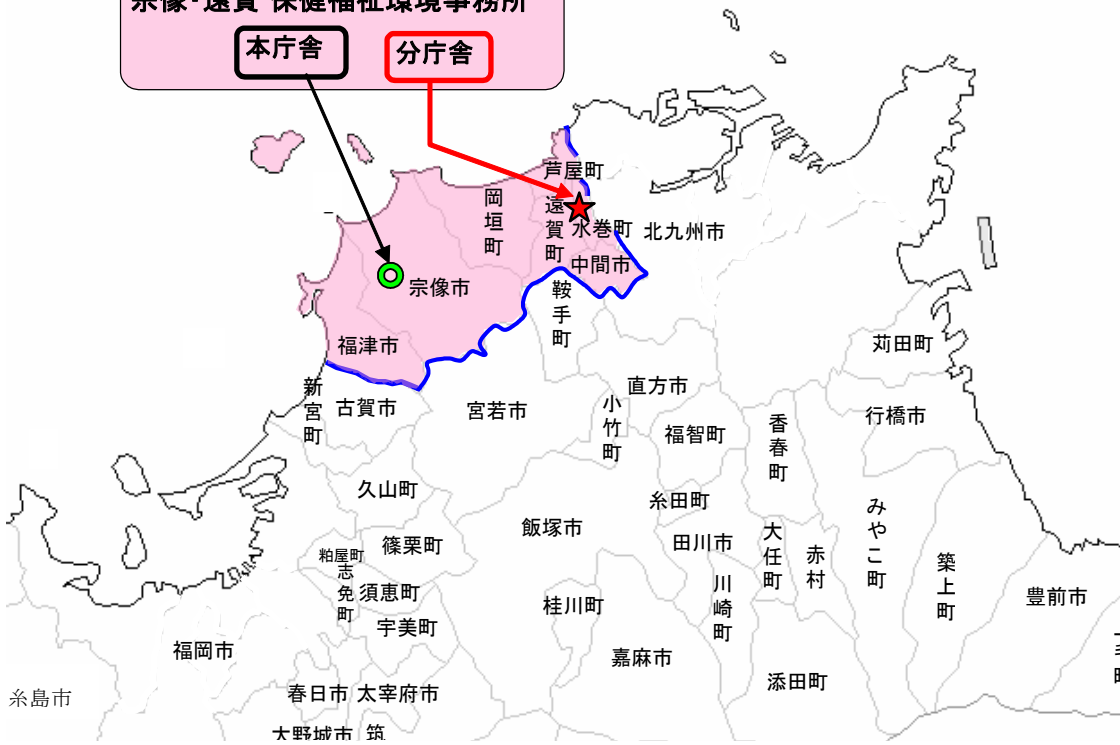 宗像・遠賀 保健福祉環境事務所
本庁舎
分庁舎
芦屋町
岡垣町
遠賀町
水巻町
北九州市
中間市
宗像市
鞍手町
福津市
苅田町
新宮町
古賀市
宮若市
直方市
小竹町
福智町
香春町
行橋市
久山町
糸田町
飯塚市
みやこ町
粕屋町
篠栗町
田川市
大任町
赤村
築上町
志免町
須恵町
桂川町
川崎町
豊前市
宇美町
福岡市
嘉麻市
糸島市
春日市
太宰府市
添田町
大野城市
筑